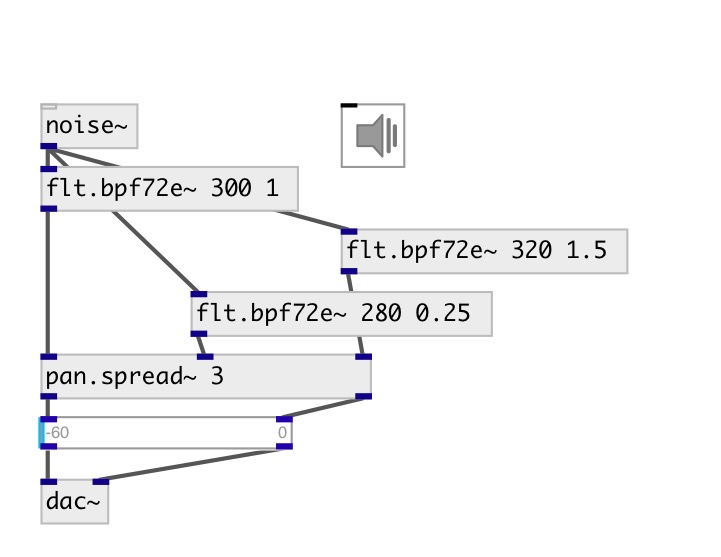 noise~
flt.bpf72e~ 300 1
flt.bpf72e~ 320 1.5
flt.bpf72e~ 280 0.25
pan.spread~ 3
-60 0
dac~